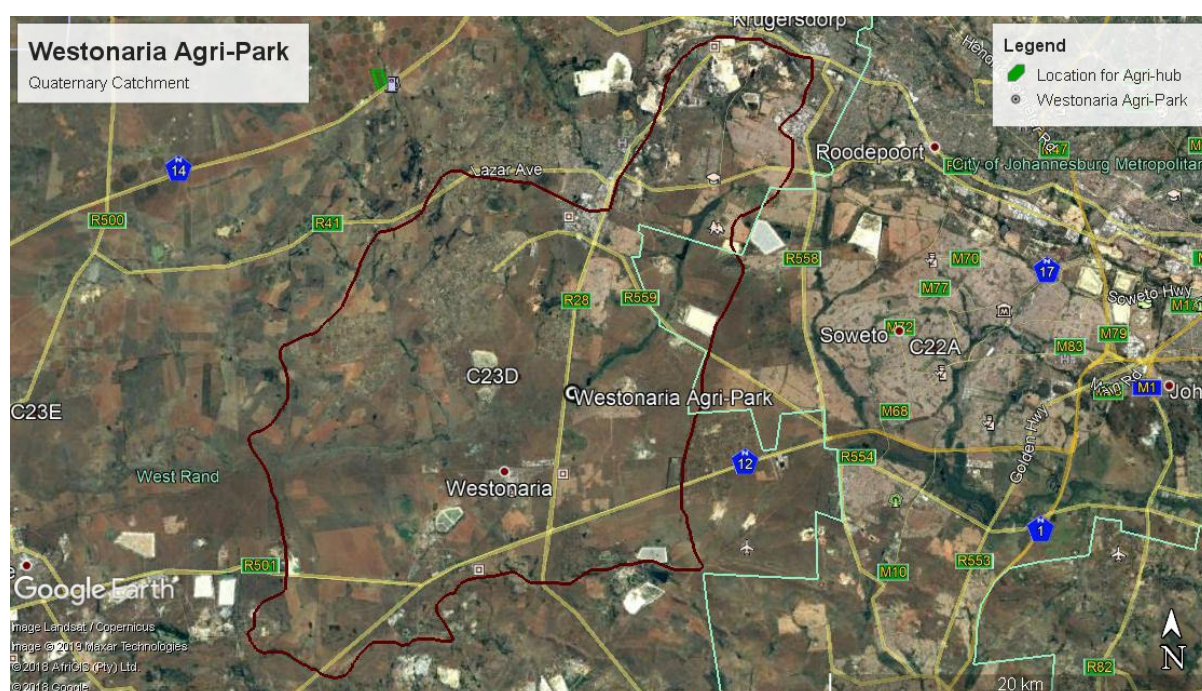 Westonaria Agri-Park
Quaternary Catchment
Legend
Location for Agri-hub
Westonaria Agri-Park
Krugersdorp
Roodepoort
City of Johannesburg Metropolitan
Lazar Ave
N
14
R500
R41
R558
M70
N
17
M77
R28
R559
Soweto Hwy
Soweto
M72
C22A
M83
M79
C23D
Main Rd
M1
C23E
Westonaria Agri-Park
M68
Golden Hwy
N
12
R554
West Rand
Westonaria
N
1
R501
R553
M10
Google Earth
Image Landsat / Copernicus
Image © 2019 Maxar Technologies
©2018 AfriGIS (Pty) Ltd.
©2018 Google
R82
N
20 km